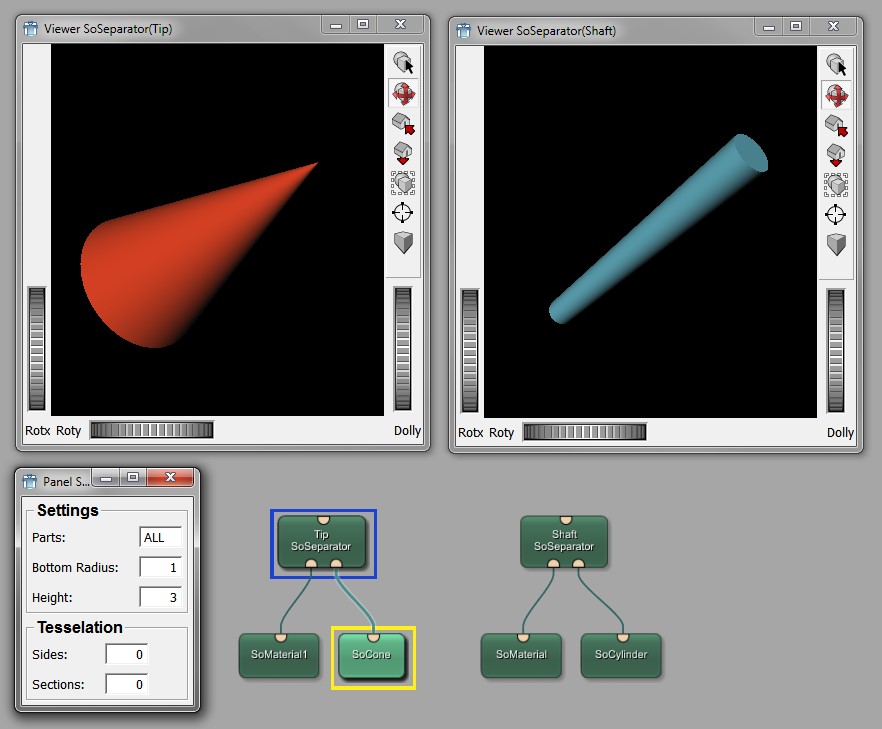 Viewer SoSeparator(Tip)
Rotx Roty
Dolly
Viewer SoSeparator(Shaft)
Rotx Roty
Dolly
Panel S...
Settings
Parts: ALL
Bottom Radius: 1
Height: 3
Tesselation
Sides: 0
Sections: 0
Tip
SoSeparator
SoMaterial1
SoCone
Shaft
SoSeparator
SoMaterial
SoCylinder